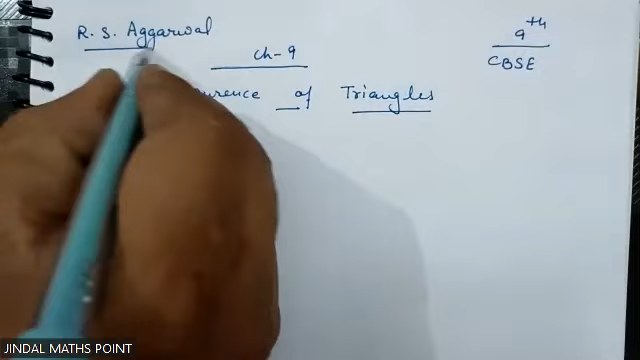 R. S. Aggarwal
9th
Ch-9
CBSE
of Triangles
JINDAL MATHS POINT